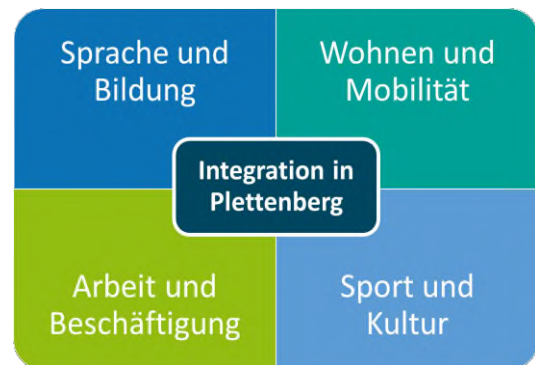 Sprache und
Bildung
Wohnen und
Mobilität
Integration in
Plettenberg
Arbeit und
Beschäftigung
Sport und
Kultur